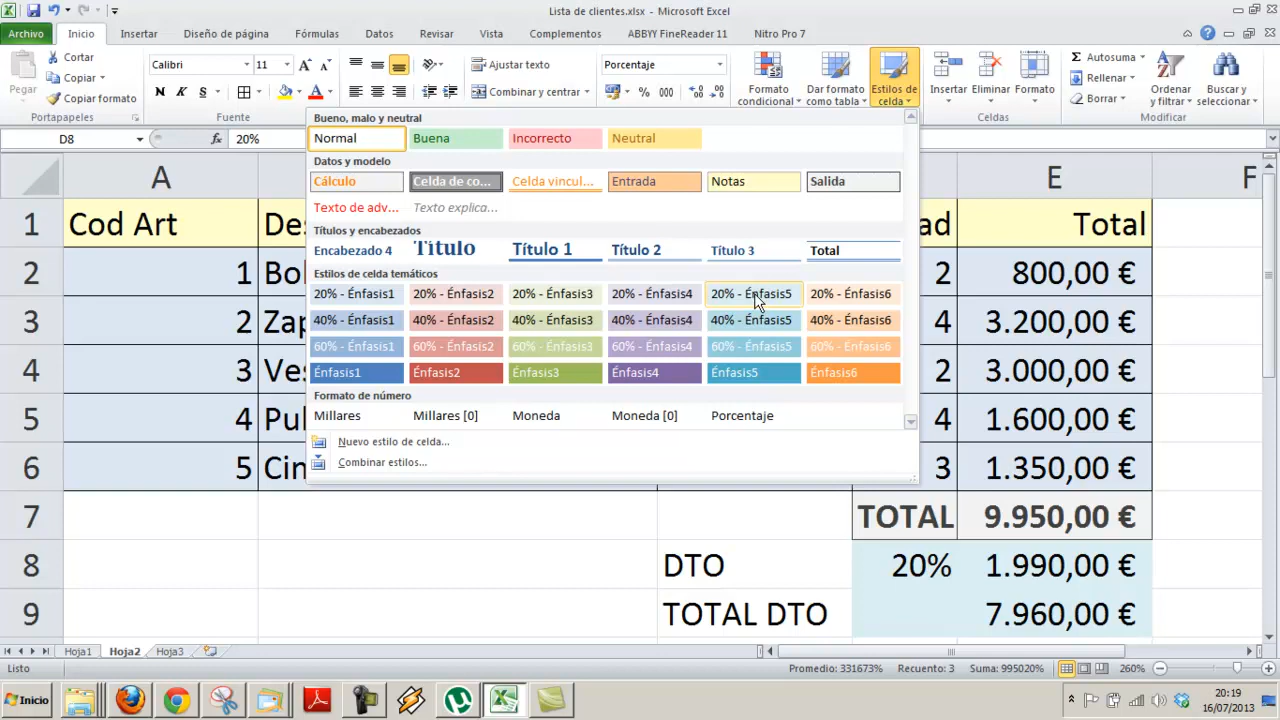 Lista de clientes.xlsx - Microsoft Excel
Archivo Inicio Insertar Diseño de página Fórmulas Datos Revisar Vista Complementos ABBYY FineReader 11 Nitro Pro 7
Pegar
Cortar
Copiar
Copiar formato
Portapapeles
Calibri 11
N K S
Fuente
Ajustar texto
Combinar y centrar
Porcentaje
% 000
Formato condicional
Dar formato como tabla
Estilos de celda
Insertar Eliminar Formato
Celdas
Σ Autosuma
Rellenar
Borrar
Ordenar y filtrar
Buscar y seleccionar
Modificar
D8 fx 20%
Bueno, malo y neutral
Normal Buena Incorrecto Neutral
Datos y modelo
Cálculo Celda de co... Celda vincul... Entrada Notas Salida
Texto de adv... Texto explica...
Títulos y encabezados
Encabezado 4 Título Título 1 Título 2 Título 3 Total
Estilos de celda temáticos
20% - Énfasis1 20% - Énfasis2 20% - Énfasis3 20% - Énfasis4 20% - Énfasis5 20% - Énfasis6
40% - Énfasis1 40% - Énfasis2 40% - Énfasis3 40% - Énfasis4 40% - Énfasis5 40% - Énfasis6
60% - Énfasis1 60% - Énfasis2 60% - Énfasis3 60% - Énfasis4 60% - Énfasis5 60% - Énfasis6
Énfasis1 Énfasis2 Énfasis3 Énfasis4 Énfasis5 Énfasis6
Formato de número
Millares Millares [0] Moneda Moneda [0] Porcentaje
Nuevo estilo de celda...
Combinar estilos...
A E F
1 Cod Art Des ad Total
2 1 Bol 2 800,00 €
3 2 Zap 4 3.200,00 €
4 3 Ves 2 3.000,00 €
5 4 Pul 4 1.600,00 €
6 5 Cin 3 1.350,00 €
7 TOTAL 9.950,00 €
8 DTO 20% 1.990,00 €
9 TOTAL DTO 7.960,00 €
Hoja1 Hoja2 Hoja3
Listo Promedio: 331673% Recuento: 3 Suma: 995020% 260%
Inicio
20:19
16/07/2013